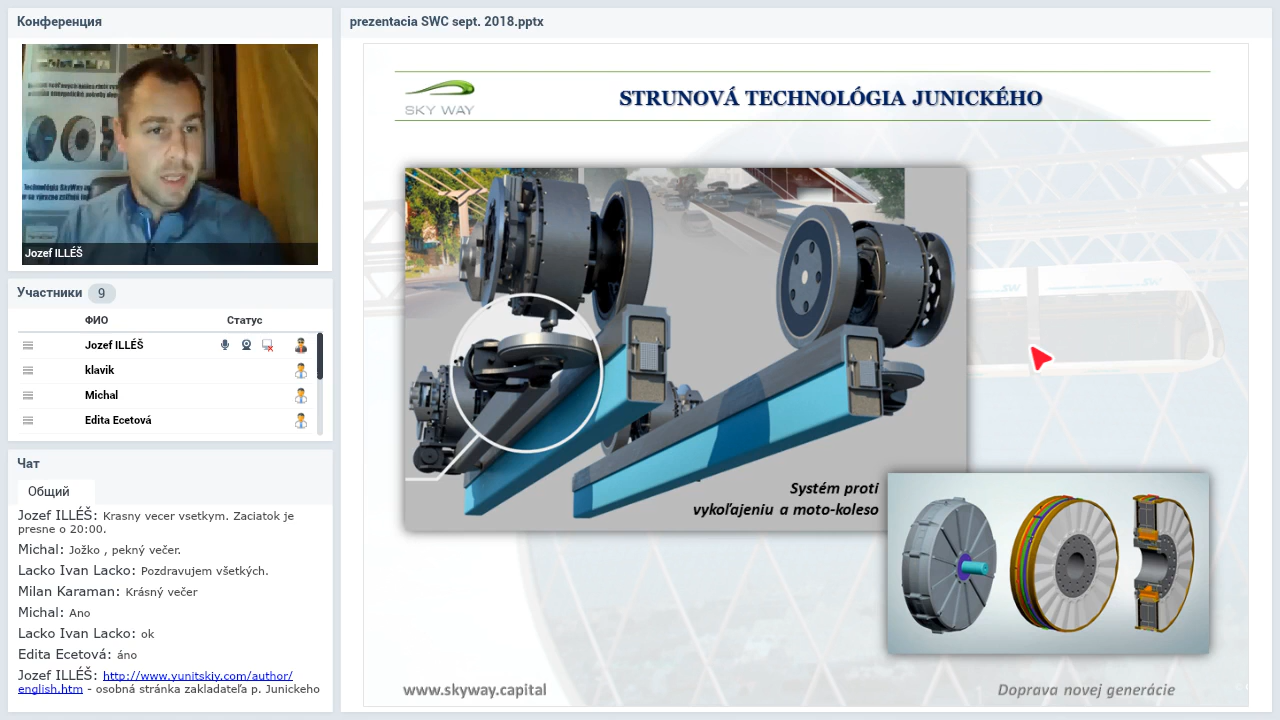 Конференция
Jozef ILLÉŠ
Участники 9
ФИО Статус
Jozef ILLÉŠ
klavik
Michal
Edita Ecetová
Чат
Общий
Jozef ILLÉŠ: Krasny vecer vsetkym. Zaciatok je
presne o 20:00.
Michal: Jožko , pekný večer.
Lacko Ivan Lacko: Pozdravujem všetkých.
Milan Karaman: Krásný večer
Michal: Ano
Lacko Ivan Lacko: ok
Edita Ecetová: áno
Jozef ILLÉŠ: http://www.yunitskiy.com/author/
english.htm - osobná stránka zakladateľa p. Junickeho
prezentacia SWC sept. 2018.pptx
SKY WAY
STRUNOVÁ TECHNOLÓGIA JUNICKÉHO
SW
SW
Systém proti
vykoľajeniu a moto-koleso
www.skyway.capital
Doprava novej generácie